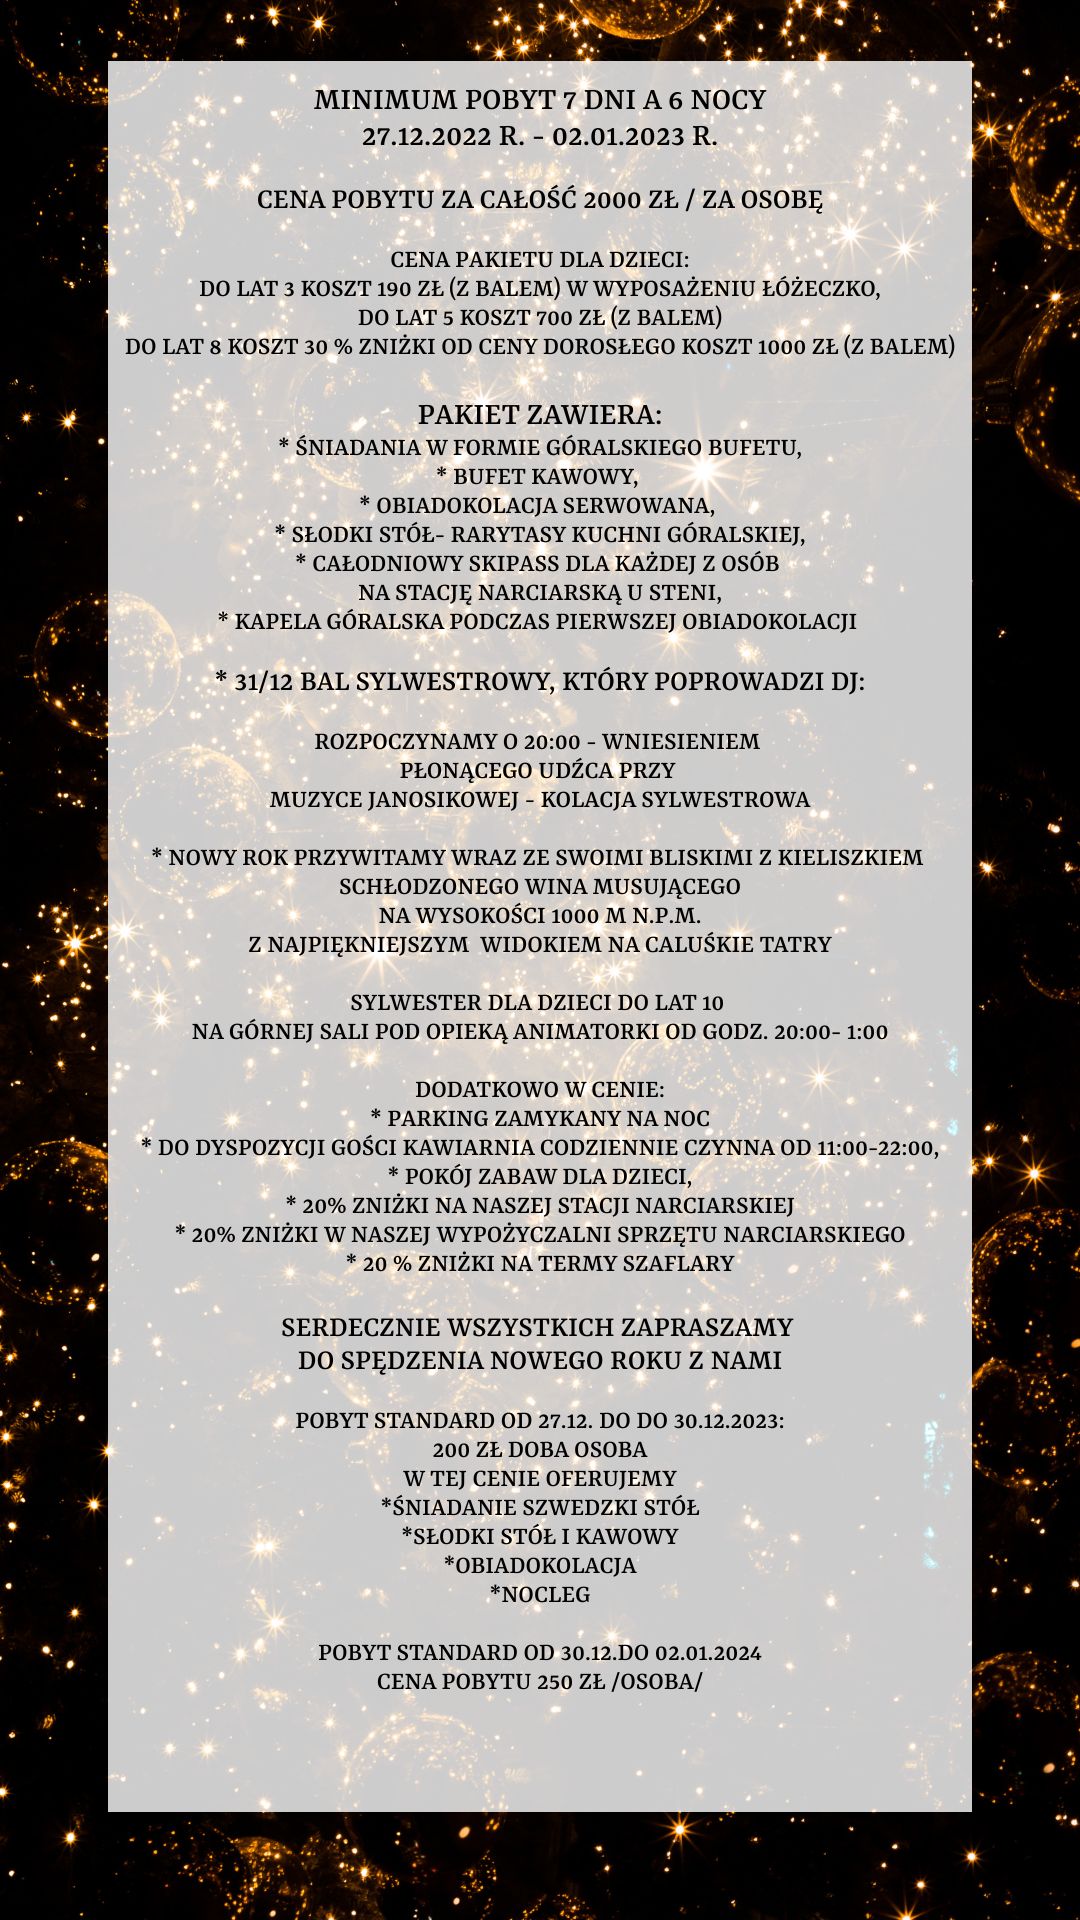 MINIMUM POBYT 7 DNI A 6 NOCY
27.12.2022 R. - 02.01.2023 R.
CENA POBYTU ZA CAŁOŚĆ 2000 ZŁ / ZA OSOBĘ
CENA PAKIETU DLA DZIECI:
DO LAT 3 KOSZT 190 ZŁ (Z BALEM) W WYPOSAŻENIU ŁÓŻECZKO,
DO LAT 5 KOSZT 700 ZŁ (Z BALEM)
DO LAT 8 KOSZT 30 % ZNIŻKI OD CENY DOROSŁEGO KOSZT 1000 ZŁ (Z BALEM)
PAKIET ZAWIERA:
* ŚNIADANIA W FORMIE GÓRALSKIEGO BUFETU,
* BUFET KAWOWY,
* OBIADOKOLACJA SERWOWANA,
* SŁODKI STÓŁ- RARYTASY KUCHNI GÓRALSKIEJ,
* CAŁODNIOWY SKIPASS DLA KAŻDEJ Z OSÓB
NA STACJĘ NARCIARSKĄ U STENI,
* KAPELA GÓRALSKA PODCZAS PIERWSZEJ OBIADOKOLACJI
* 31/12 BAL SYLWESTROWY, KTÓRY POPROWADZI DJ:
ROZPOCZYNAMY O 20:00 - WNIESIENIEM
PŁONĄCEGO UDŹCA PRZY
MUZYCE JANOSIKOWEJ - KOLACJA SYLWESTROWA
* NOWY ROK PRZYWITAMY WRAZ ZE SWOIMI BLISKIMI Z KIELISZKIEM
SCHŁODZONEGO WINA MUSUJĄCEGO
NA WYSOKOŚCI 1000 M N.P.M.
Z NAJPIĘKNIEJSZYM WIDOKIEM NA CALUŚKIE TATRY
SYLWESTER DLA DZIECI DO LAT 10
NA GÓRNEJ SALI POD OPIEKĄ ANIMATORKI OD GODZ. 20:00- 1:00
DODATKOWO W CENIE:
* PARKING ZAMYKANY NA NOC
* DO DYSPOZYCJI GOŚCI KAWIARNIA CODZIENNIE CZYNNA OD 11:00-22:00,
* POKÓJ ZABAW DLA DZIECI,
* 20% ZNIŻKI NA NASZEJ STACJI NARCIARSKIEJ
* 20% ZNIŻKI W NASZEJ WYPOŻYCZALNI SPRZĘTU NARCIARSKIEGO
* 20 % ZNIŻKI NA TERMY SZAFLARY
SERDECZNIE WSZYSTKICH ZAPRASZAMY
DO SPĘDZENIA NOWEGO ROKU Z NAMI
POBYT STANDARD OD 27.12. DO DO 30.12.2023:
200 ZŁ DOBA OSOBA
W TEJ CENIE OFERUJEMY
*ŚNIADANIE SZWEDZKI STÓŁ
*SŁODKI STÓŁ I KAWOWY
*OBIADOKOLACJA
*NOCLEG
POBYT STANDARD OD 30.12.DO 02.01.2024
CENA POBYTU 250 ZŁ /OSOBA/